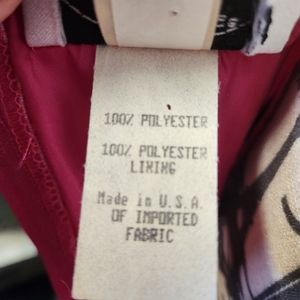 100% POLYESTER
100% POLYESTER
LINING
Made in U.S.A.
OF IMPORTED
FABRIC